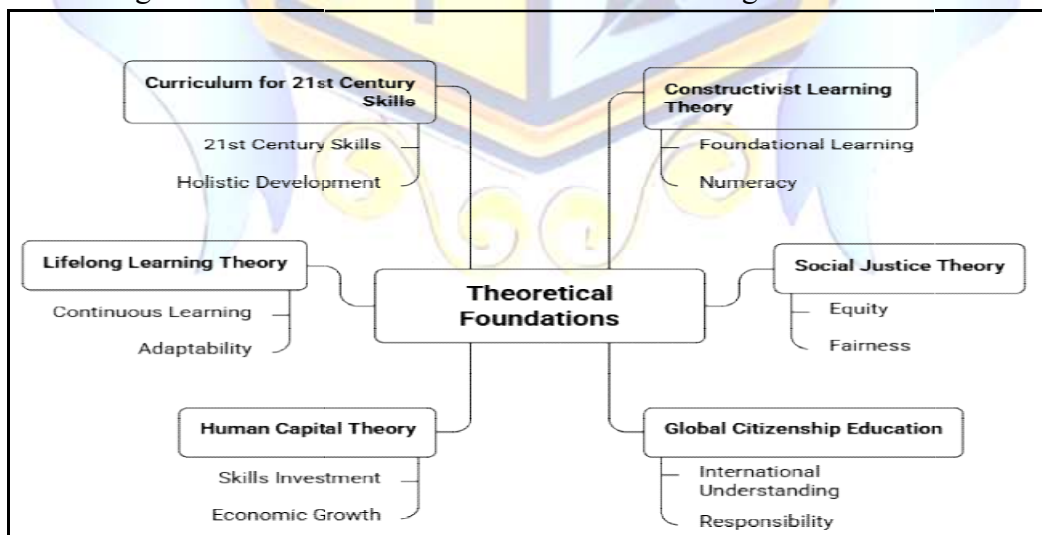 Curriculum for 21st Century
Skills
21st Century Skills
Holistic Development
Constructivist Learning
Theory
Foundational Learning
Numeracy
Lifelong Learning Theory
Continuous Learning
Adaptability
Theoretical
Foundations
Social Justice Theory
Equity
Fairness
Human Capital Theory
Skills Investment
Economic Growth
Global Citizenship Education
International
Understanding
Responsibility